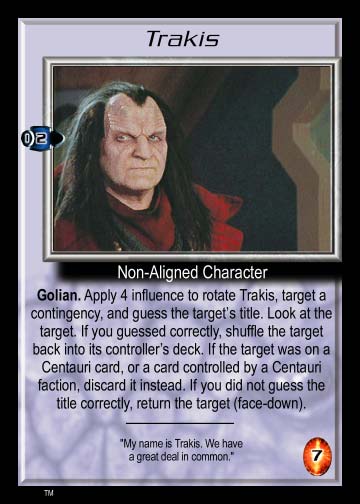 Trakis
D 2
Non-Aligned Character
Golian. Apply 4 influence to rotate Trakis, target a
contingency, and guess the target's title. Look at the
target. If you guessed correctly, shuffle the target
back into its controller's deck. If the target was on a
Centauri card, or a card controlled by a Centauri
faction, discard it instead. If you did not guess the
title correctly, return the target (face-down).
"My name is Trakis. We have
a great deal in common."
7
TM